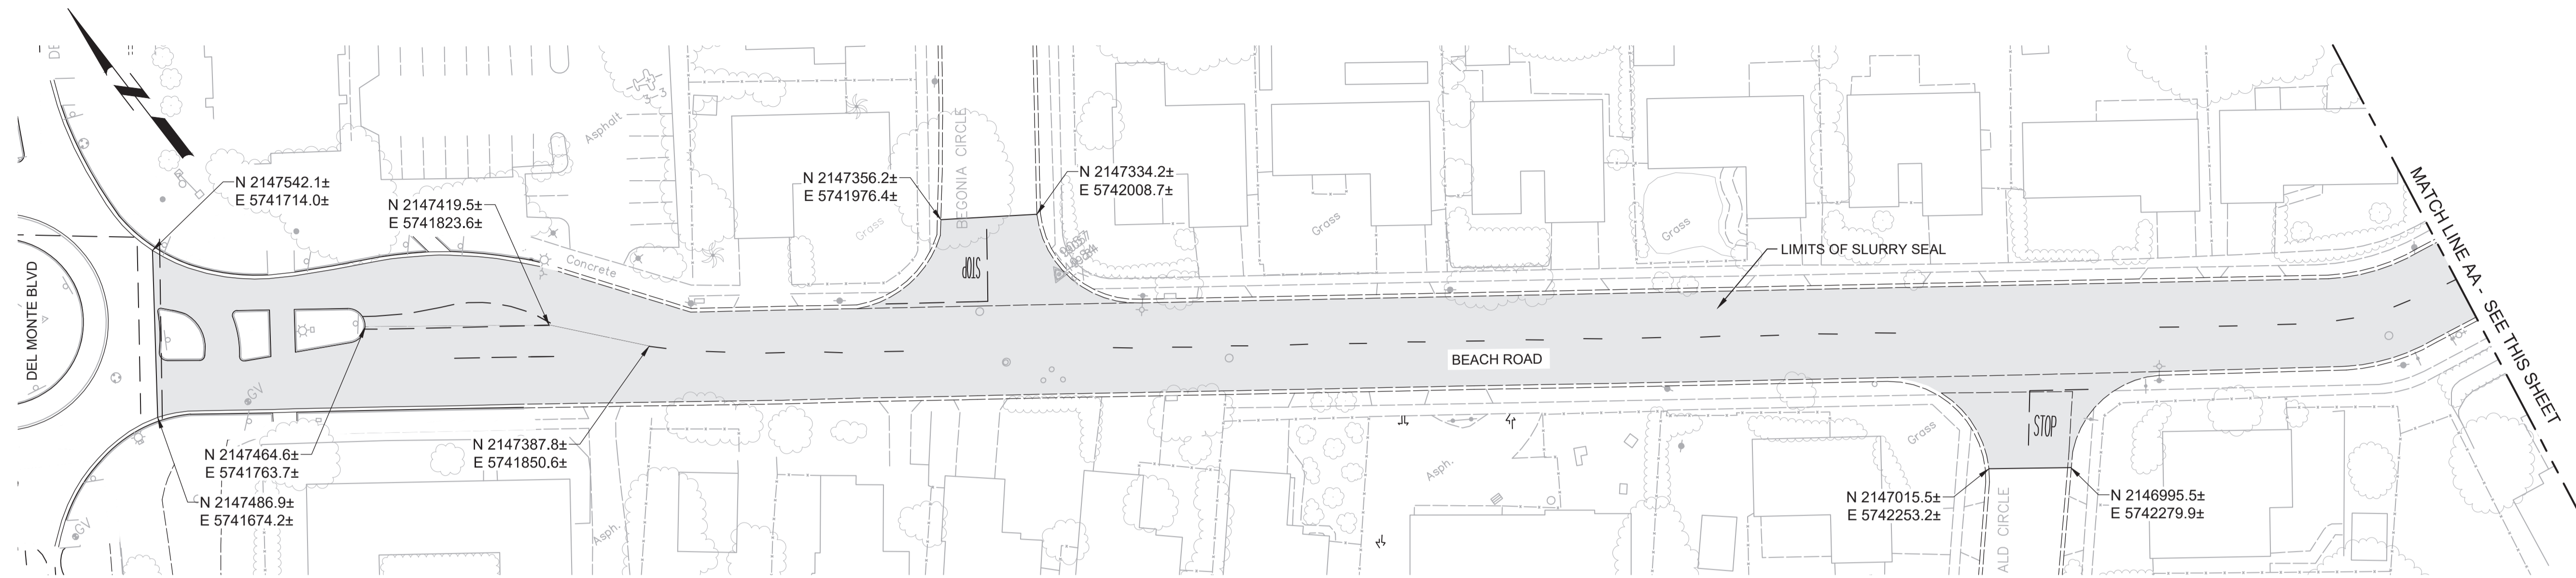 DE
N 2147542.1±
E 5741714.0±
N 2147419.5±
E 5741823.6±
Asphalt
N 2147356.2±
E 5741976.4±
BEGONIA CIRCLE
N 2147334.2±
E 5742008.7±
Grass
Grass
Grass
Concrete
STOP
LIMITS OF SLURRY SEAL
MATCH LINE AA - SEE THIS SHEET
DEL MONTE BLVD
BEACH ROAD
GV
GV
N 2147464.6±
E 5741763.7±
N 2147486.9±
E 5741674.2±
N 2147387.8±
E 5741850.6±
Asph.
Asph.
Grass
STOP
N 2147015.5±
E 5742253.2±
ALD CIRCLE
N 2146995.5±
E 5742279.9±